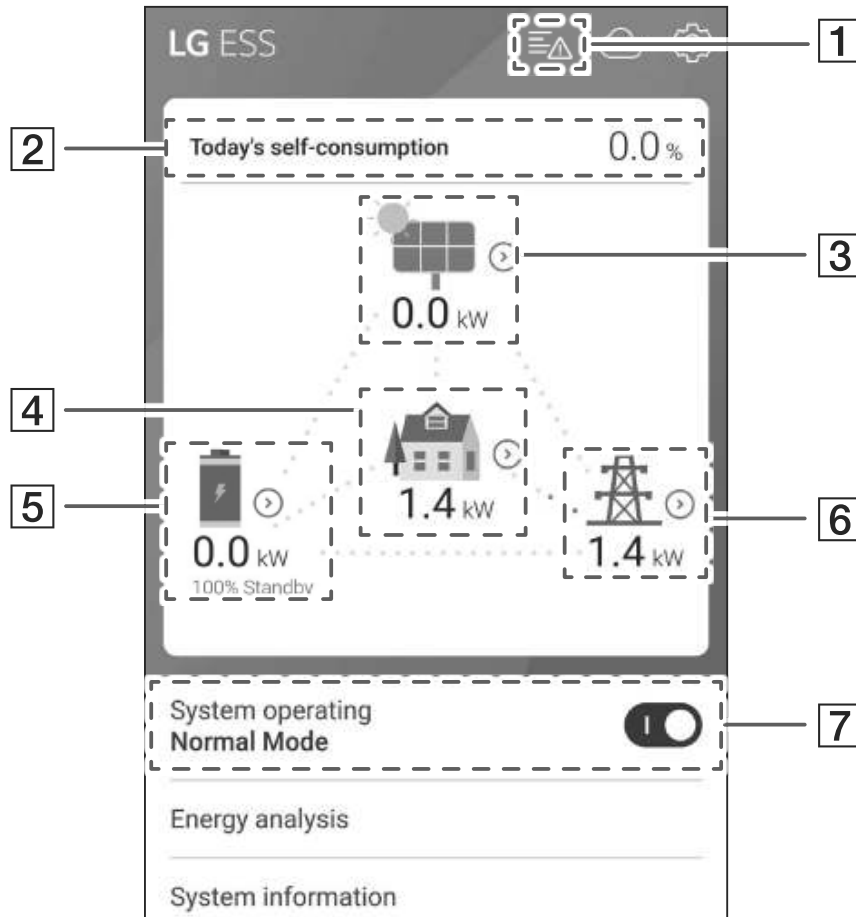 LG ESS
1
2
Today's self-consumption 0.0 %
3
0.0 kW
4
1.4 kW
5
0.0 kW
100% Standby
6
1.4 kW
System operating
Normal Mode
7
Energy analysis
System information